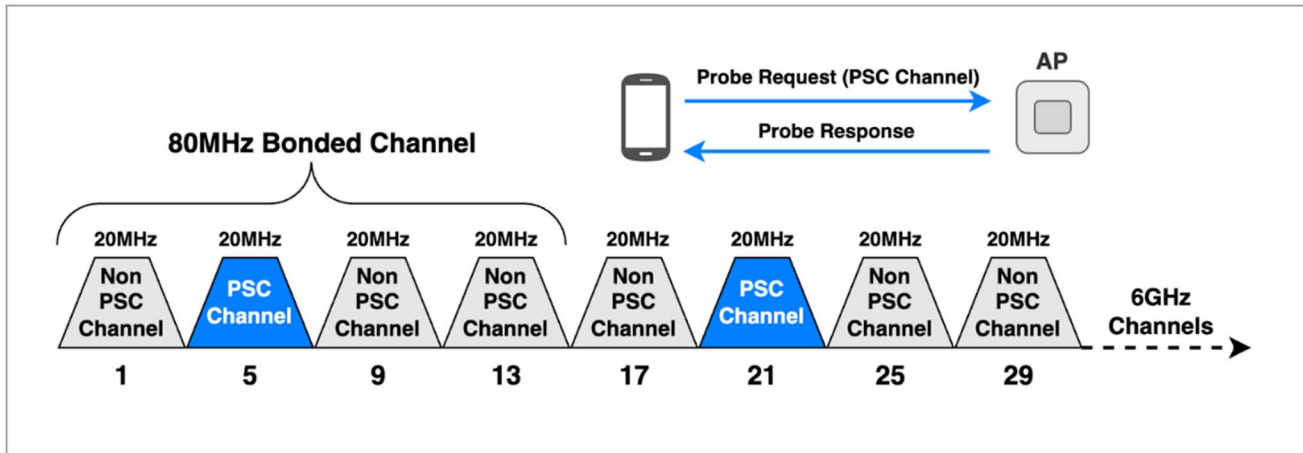 AP
Probe Request (PSC Channel)
Probe Response
80MHz Bonded Channel
20MHz 20MHz 20MHz 20MHz 20MHz 20MHz 20MHz 20MHz
Non PSC Channel
PSC Channel
Non PSC Channel
Non PSC Channel
Non PSC Channel
PSC Channel
Non PSC Channel
Non PSC Channel
6GHz
Channels
1 5 9 13 17 21 25 29